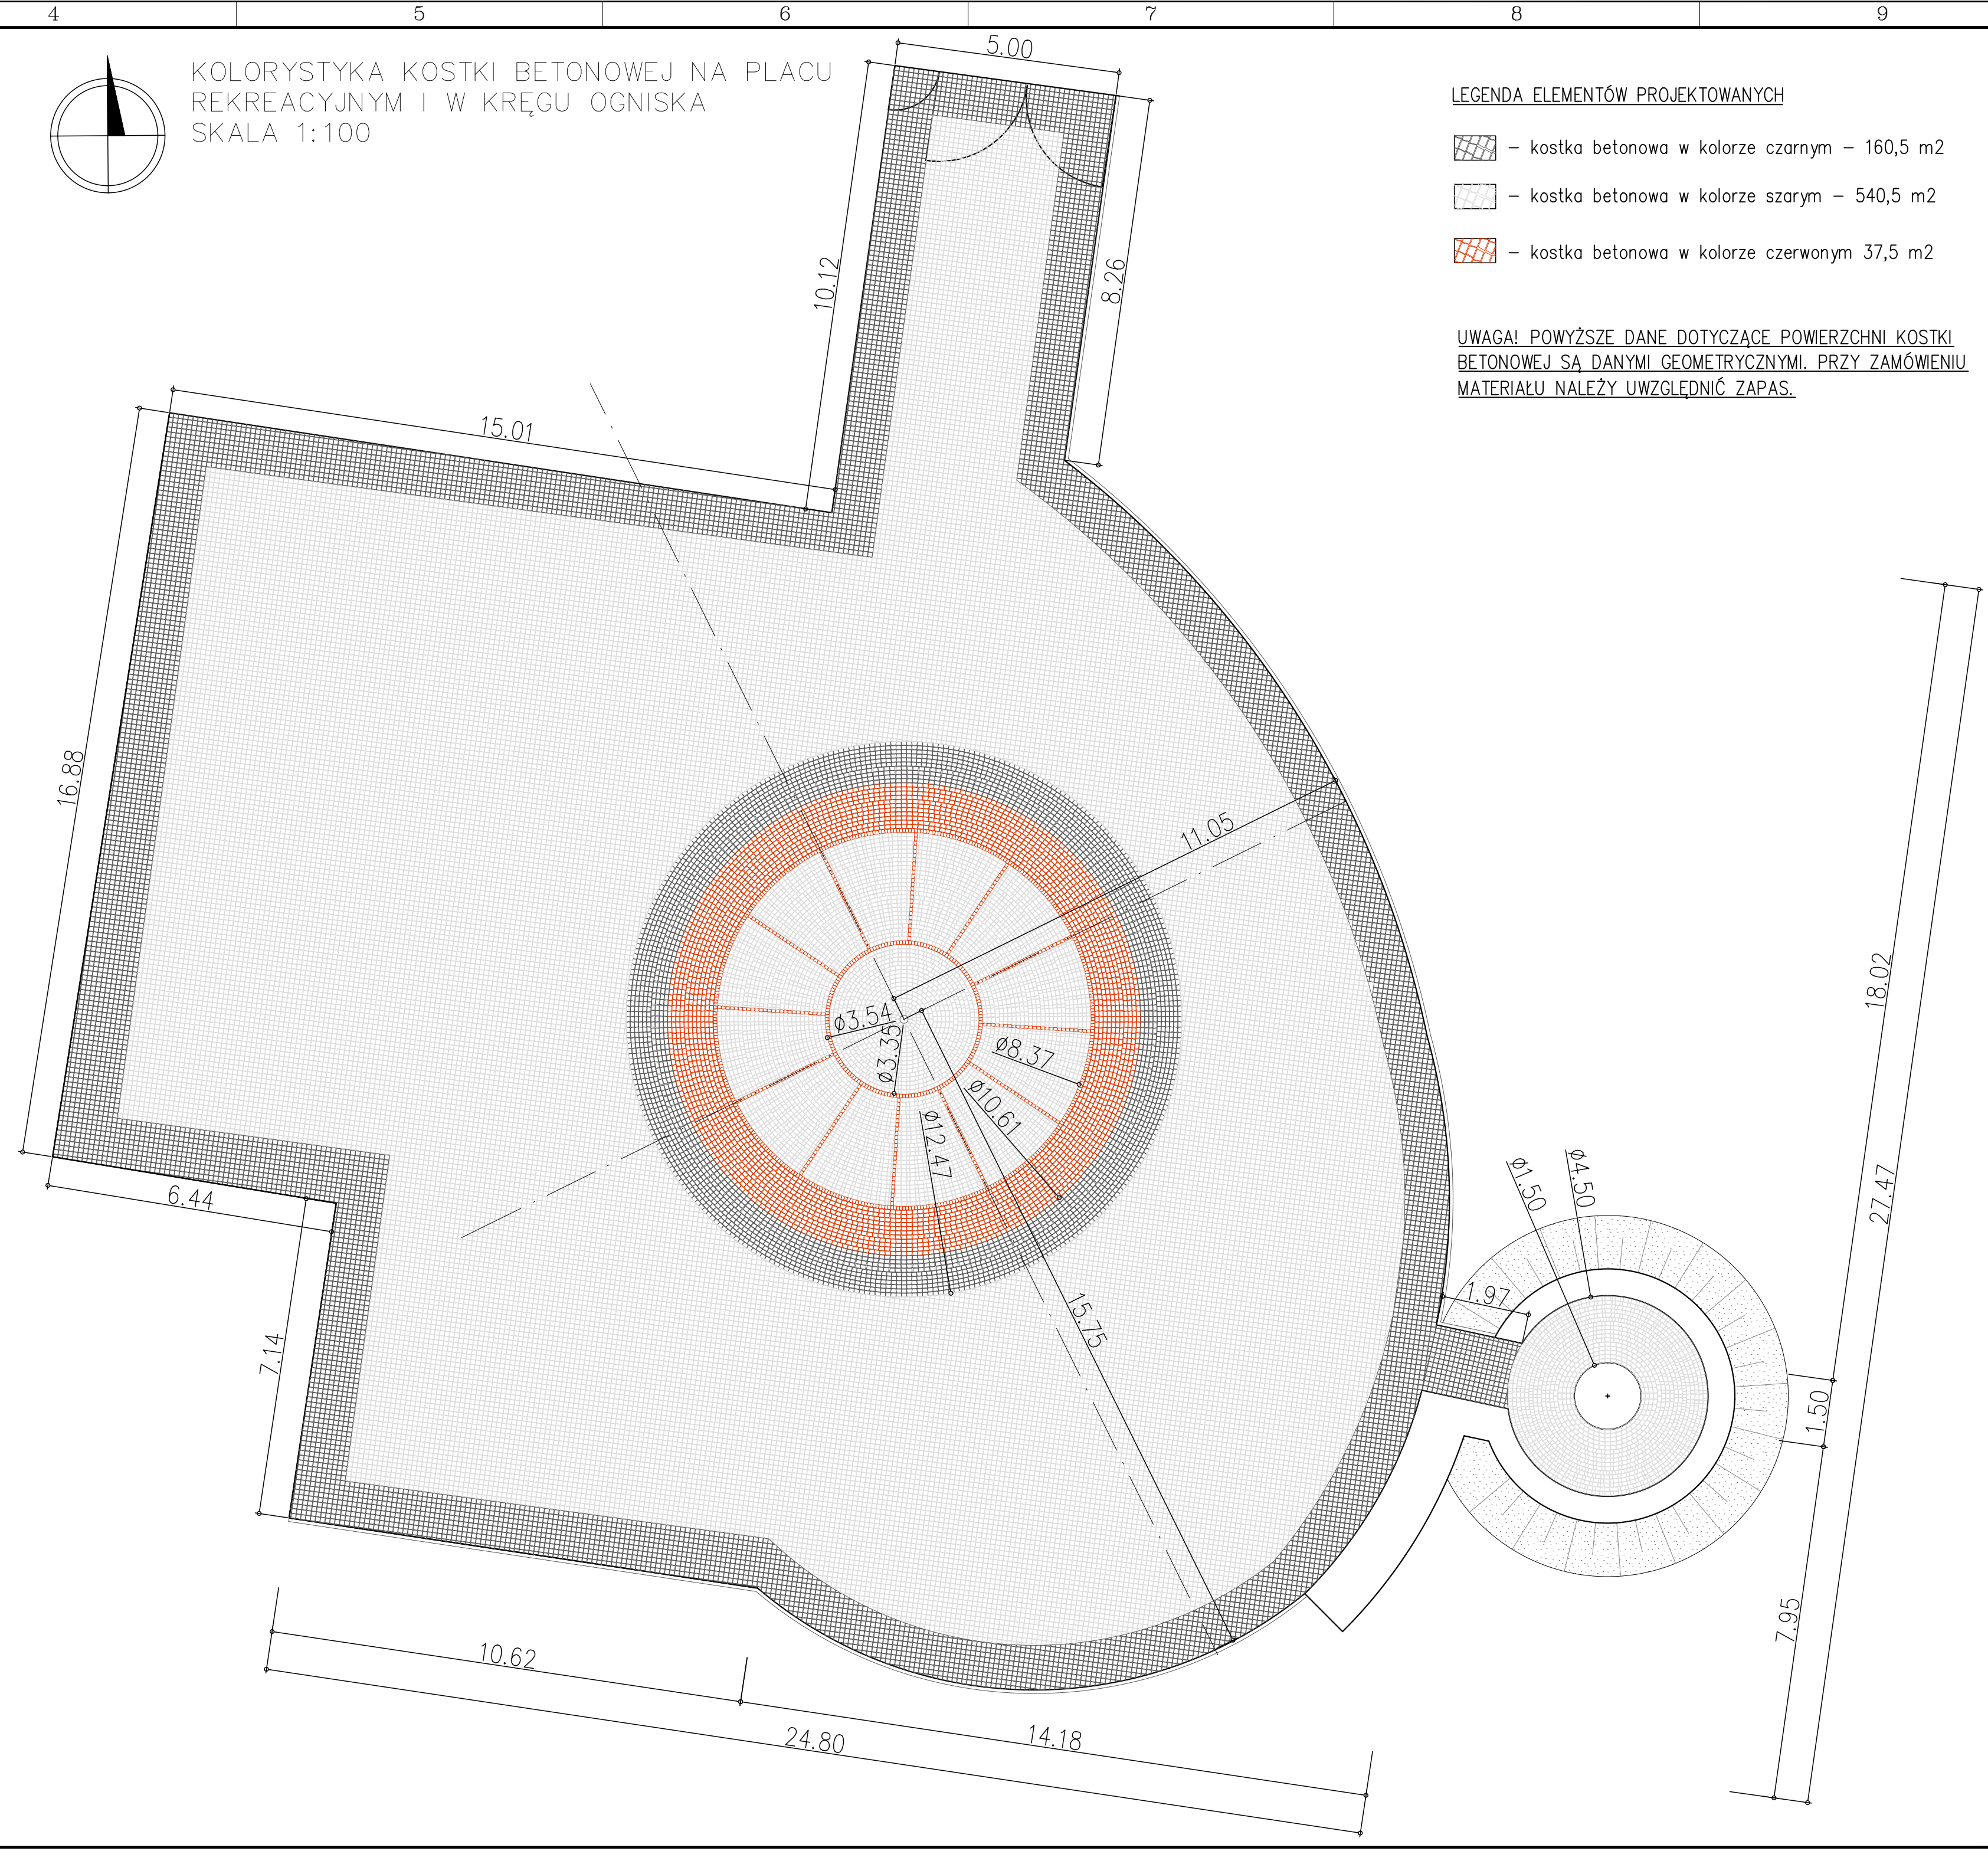 4 5 6 7 8 9
KOLORYSTYKA KOSTKI BETONOWEJ NA PLACU
REKREACYJNYM I W KRĘGU OGNISKA
SKALA 1:100
LEGENDA ELEMENTÓW PROJEKTOWANYCH
– kostka betonowa w kolorze czarnym – 160,5 m2
– kostka betonowa w kolorze szarym – 540,5 m2
– kostka betonowa w kolorze czerwonym 37,5 m2
UWAGA! POWYŻSZE DANE DOTYCZĄCE POWIERZCHNI KOSTKI
BETONOWEJ SĄ DANYMI GEOMETRYCZNYMI. PRZY ZAMÓWIENIU
MATERIAŁU NALEŻY UWZGLĘDNIĆ ZAPAS.
5.00
10.12
8.26
15.01
16.88
11.05
18.02
ø3.54
ø3.35
ø8.37
ø10.61
ø12.47
6.44
ø1.50
ø4.50
27.47
1.97
15.75
7.14
1.50
7.95
10.62
14.18
24.80